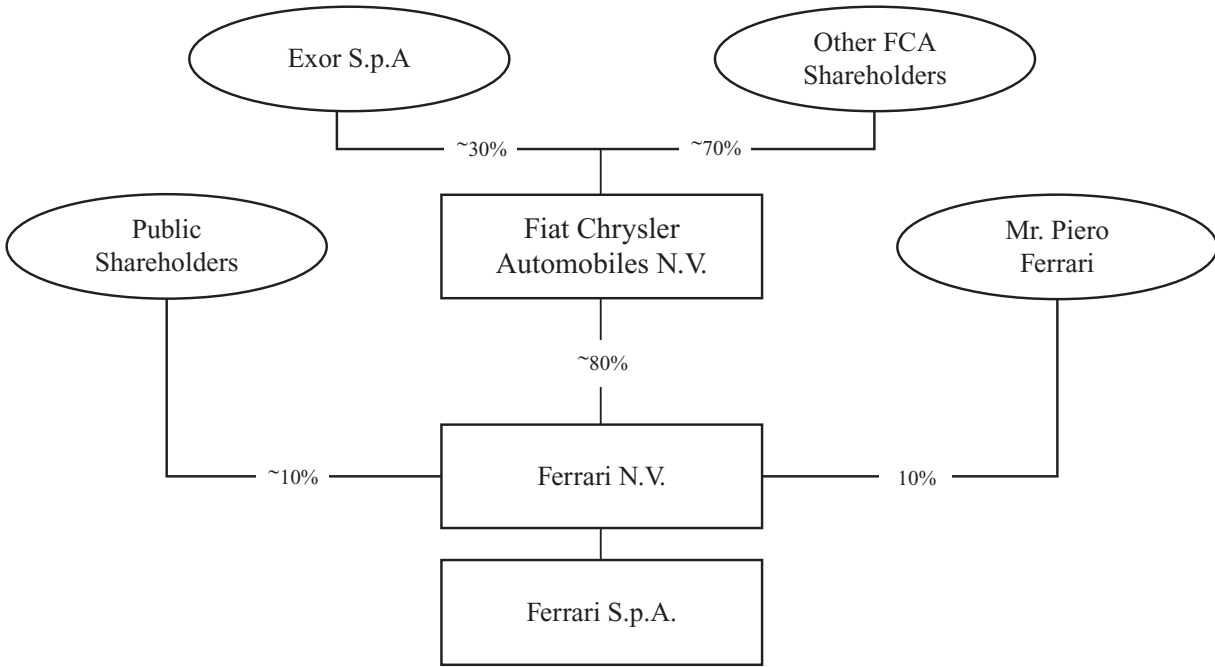 Exor S.p.A
Other FCA
Shareholders
~30%
~70%
Public
Shareholders
Fiat Chrysler
Automobiles N.V.
Mr. Piero
Ferrari
~80%
~10%
Ferrari N.V.
10%
Ferrari S.p.A.